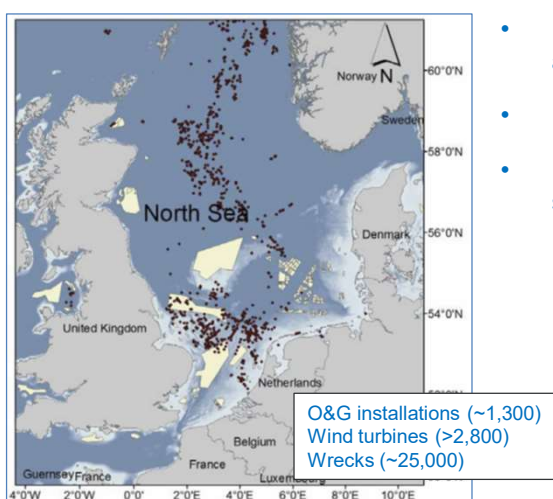 60°0'N
Norway
N
Sweden
58°0'N
North Sea
Denmark
56°0'N
54°0'N
United Kingdom
Netherlands
O&G installations (~1,300)
Wind turbines (>2,800)
Wrecks (~25,000)
Belgium
France
Guernsey
France
4°0'W
2°0'W
0°0'
2°0'E
4°0'E
6°0'E
8°0'E
10°0'E